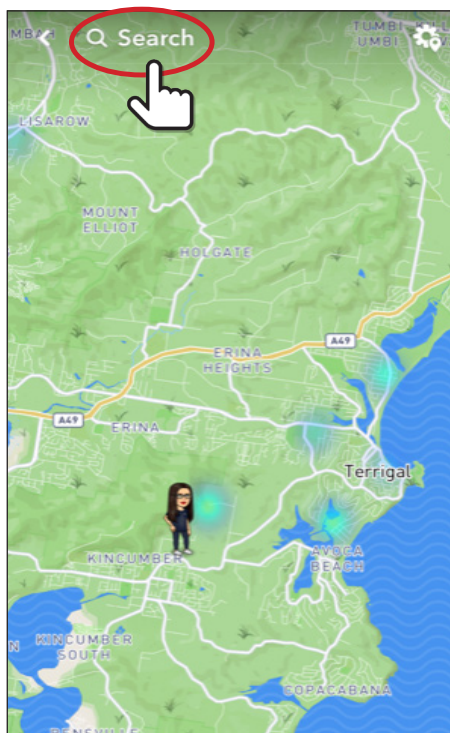 Search
MBAH
TUMBI
UMBI
LISAROW
MOUNT
ELLIOT
HOLGATE
A49
ERINA
HEIGHTS
A49
ERINA
Terrigal
KINCUMBER
AVOCA
BEACH
KINCUMBER
SOUTH
COPACABANA